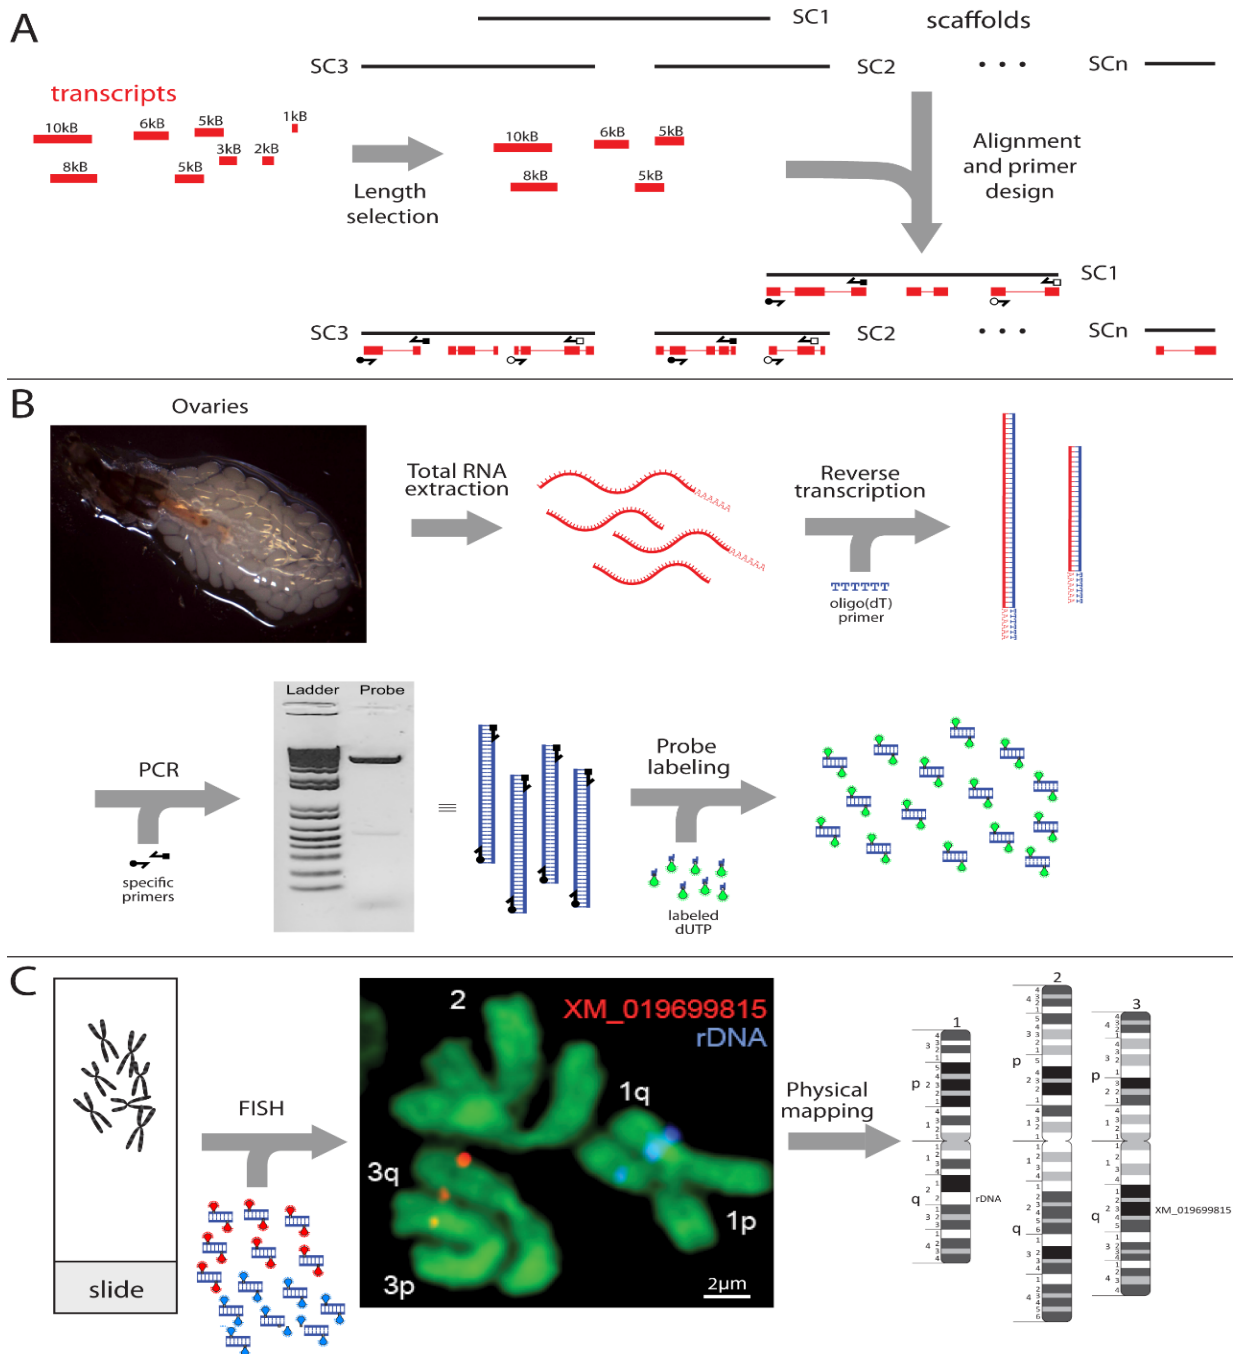 A
SC1
scaffolds
SC3
SC2
SCn
transcripts
10kB
6kB
5kB
1kB
3kB
2kB
8kB
5kB
Length
selection
10kB
6kB
5kB
8kB
5kB
Alignment
and primer
design
SC1
SC3
SC2
SCn
B
Ovaries
Total RNA
extraction
AAAAAA
AAAAAA
Reverse
transcription
TTTTTT
oligo(dT)
primer
PCR
specific
primers
Ladder Probe
Probe
labeling
labeled
dUTP
C
slide
FISH
2
XM_019699815
rDNA
1q
3q
1p
3p
2µm
Physical
mapping
1
p
q
rDNA
2
p
q
3
p
q
XM_019699815